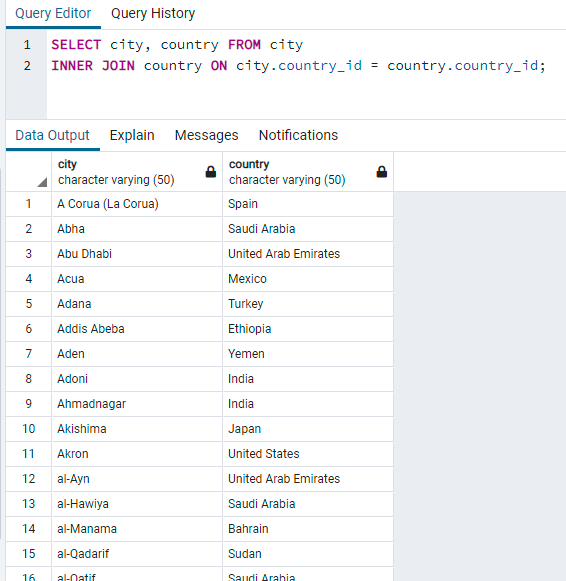 Query Editor Query History
1 SELECT city, country FROM city
2 INNER JOIN country ON city.country_id = country.country_id;
Data Output Explain Messages Notifications
city country
character varying (50) character varying (50)
1 A Corua (La Corua) Spain
2 Abha Saudi Arabia
3 Abu Dhabi United Arab Emirates
4 Acua Mexico
5 Adana Turkey
6 Addis Abeba Ethiopia
7 Aden Yemen
8 Adoni India
9 Ahmadnagar India
10 Akishima Japan
11 Akron United States
12 al-Ayn United Arab Emirates
13 al-Hawiya Saudi Arabia
14 al-Manama Bahrain
15 al-Qadarif Sudan
16 al-Qatif Saudi Arabia